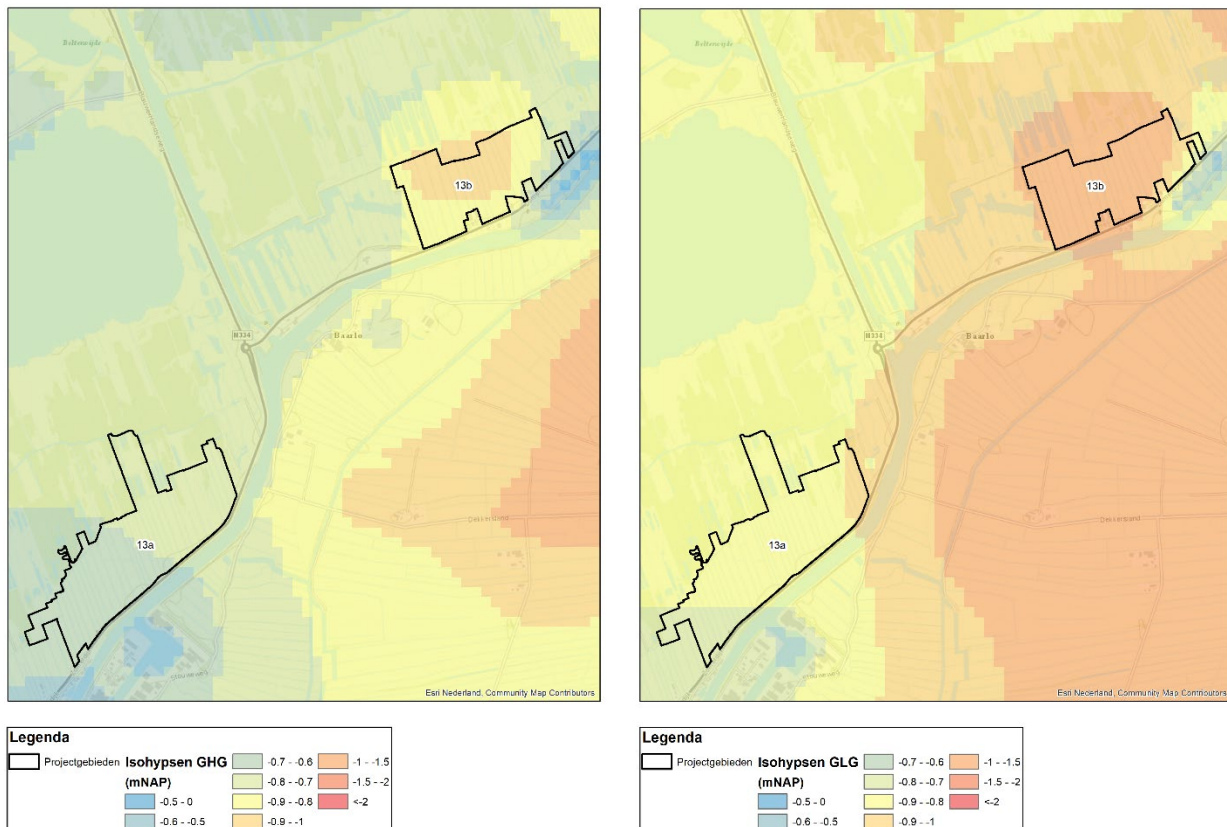 Beltenwijde
13b
N334
Baarlo
13a
Esri Nederland, Community Map Contributors
Legenda
Projectgebieden
Isohypsen GHG
(mNAP)
-0.5 - 0
-0.6 - -0.5
-0.7 - -0.6
-0.8 - -0.7
-0.9 - -0.8
-0.9 - -1
-1 - -1.5
-1.5 - -2
<-2
13b
N334
Baarlo
13a
Esri Nederland, Community Map Contributors
Legenda
Projectgebieden
Isohypsen GLG
(mNAP)
-0.5 - 0
-0.6 - -0.5
-0.7 - -0.6
-0.8 - -0.7
-0.9 - -0.8
-0.9 - -1
-1 - -1.5
-1.5 - -2
<-2